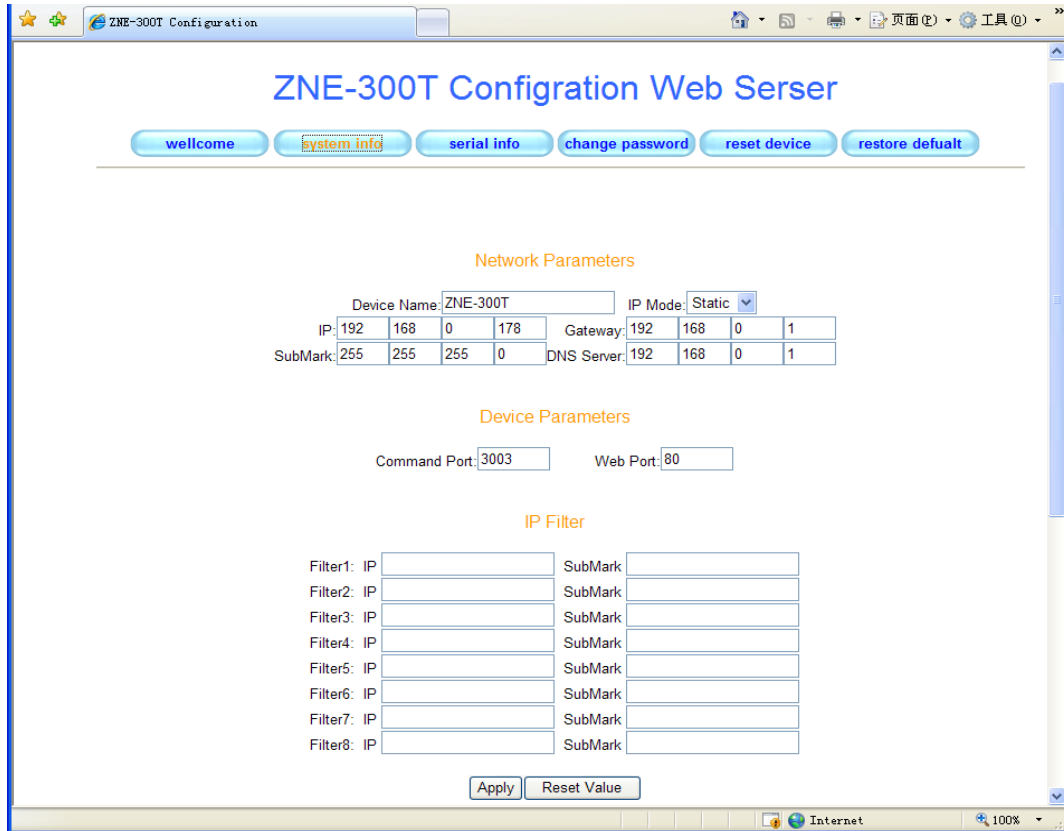 ZNE-300T Configuration
页面(P) 工具(O) »
ZNE-300T Configration Web Serser
wellcome system info serial info change password reset device restore defualt
Network Parameters
Device Name: ZNE-300T IP Mode: Static
IP: 192 168 0 178 Gateway: 192 168 0 1
SubMark: 255 255 255 0 DNS Server: 192 168 0 1
Device Parameters
Command Port: 3003 Web Port: 80
IP Filter
Filter1: IP SubMark
Filter2: IP SubMark
Filter3: IP SubMark
Filter4: IP SubMark
Filter5: IP SubMark
Filter6: IP SubMark
Filter7: IP SubMark
Filter8: IP SubMark
Apply Reset Value
Internet 100%